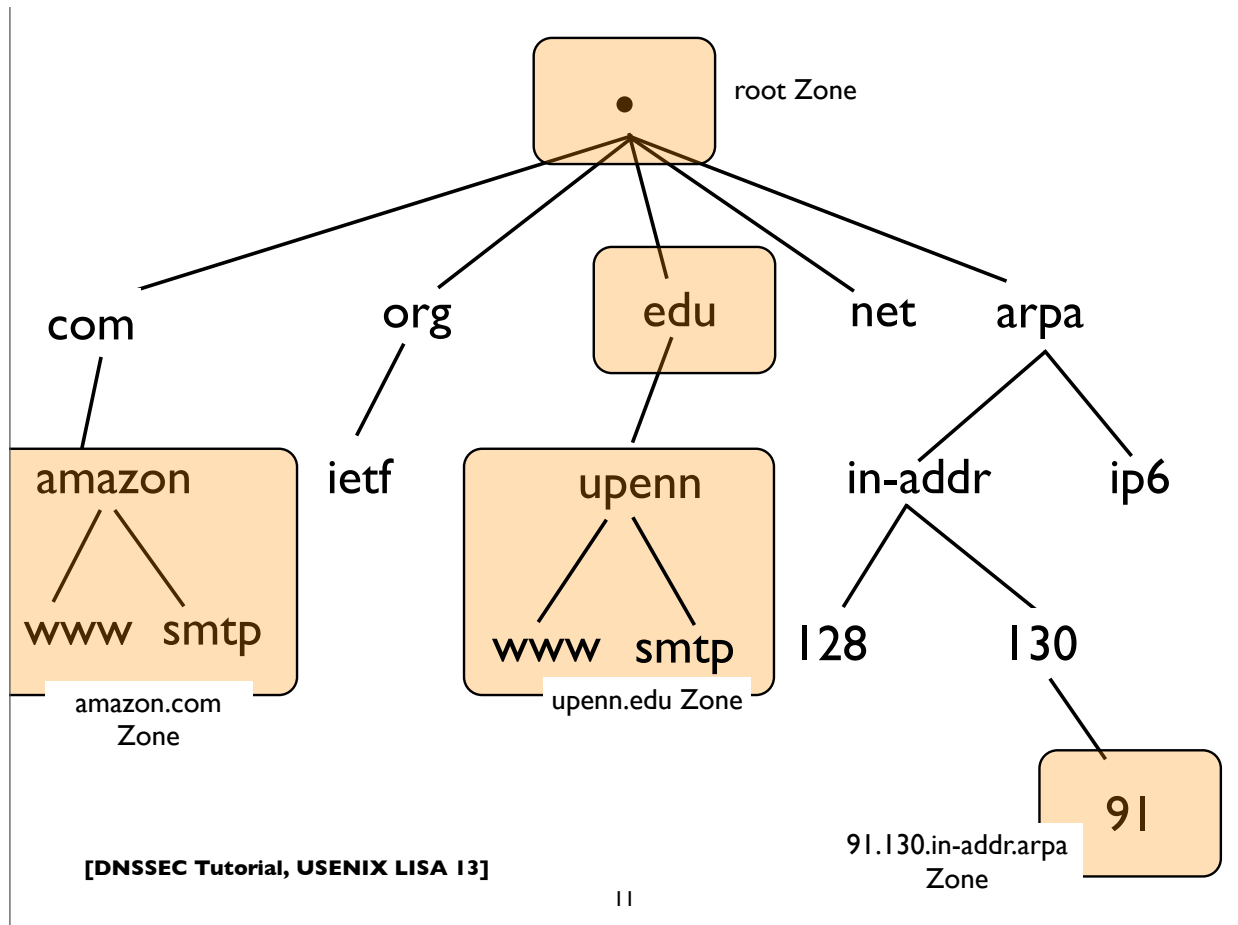 •
root Zone
com
org
edu
net
arpa
amazon
ietf
upenn
in-addr
ip6
www smtp
www smtp
128
130
amazon.com
Zone
upenn.edu Zone
91
91.130.in-addr.arpa
Zone
[DNSSEC Tutorial, USENIX LISA 13]
11